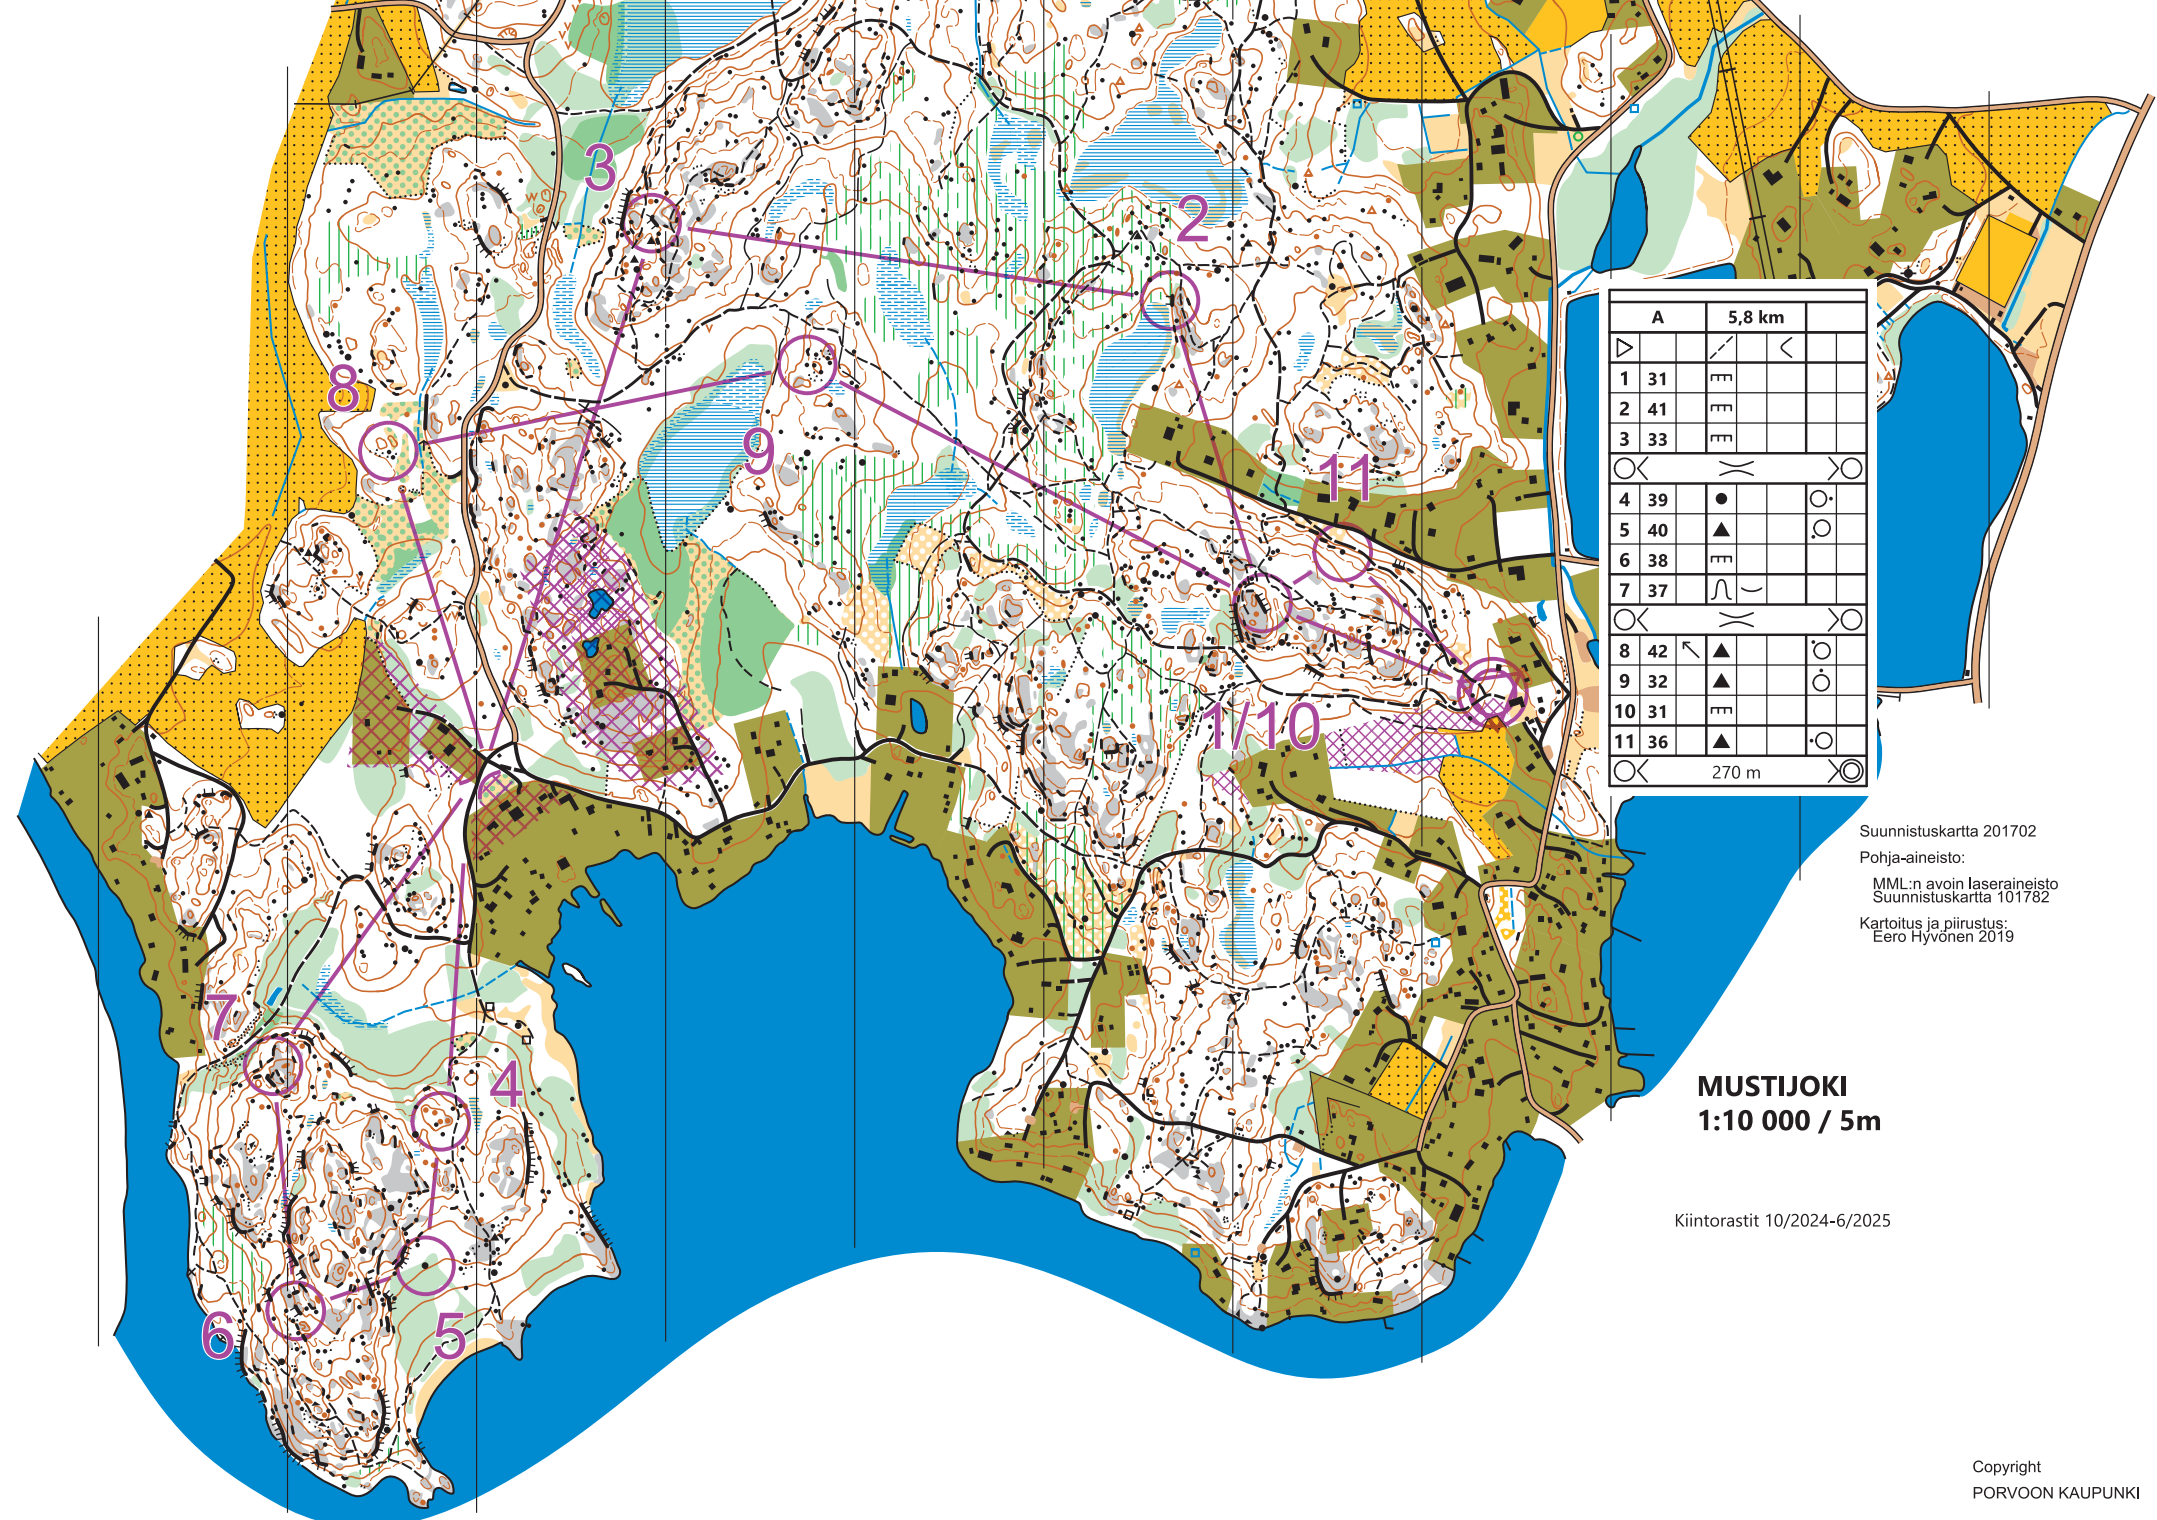 3
2
8
9
11
1/10
7
4
6
5
A 5,8 km
1 31
2 41
3 33
4 39
5 40
6 38
7 37
8 42
9 32
10 31
11 36
270 m
Suunnistuskartta 201702
Pohja-aineisto:
MML:n avoin laseraineisto
Suunnistuskartta 101782
Kartoitus ja piirustus:
Eero Hyvönen 2019
MUSTIJOKI
1:10 000 / 5m
Kiintorastit 10/2024-6/2025
Copyright
PORVOON KAUPUNKI